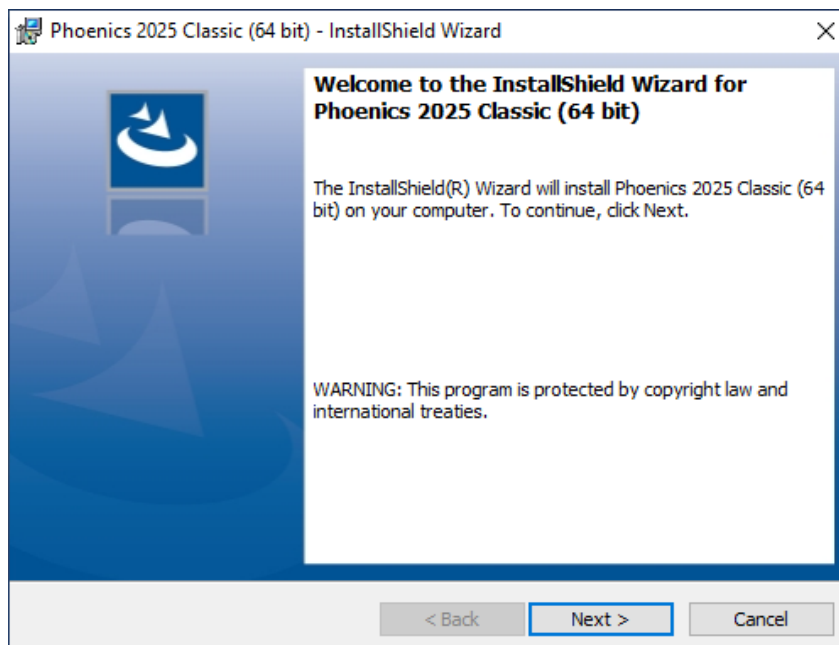 Phoenics 2025 Classic (64 bit) - InstallShield Wizard
Welcome to the InstallShield Wizard for
Phoenics 2025 Classic (64 bit)
The InstallShield(R) Wizard will install Phoenics 2025 Classic (64
bit) on your computer. To continue, click Next.
WARNING: This program is protected by copyright law and
international treaties.
< Back
Next >
Cancel